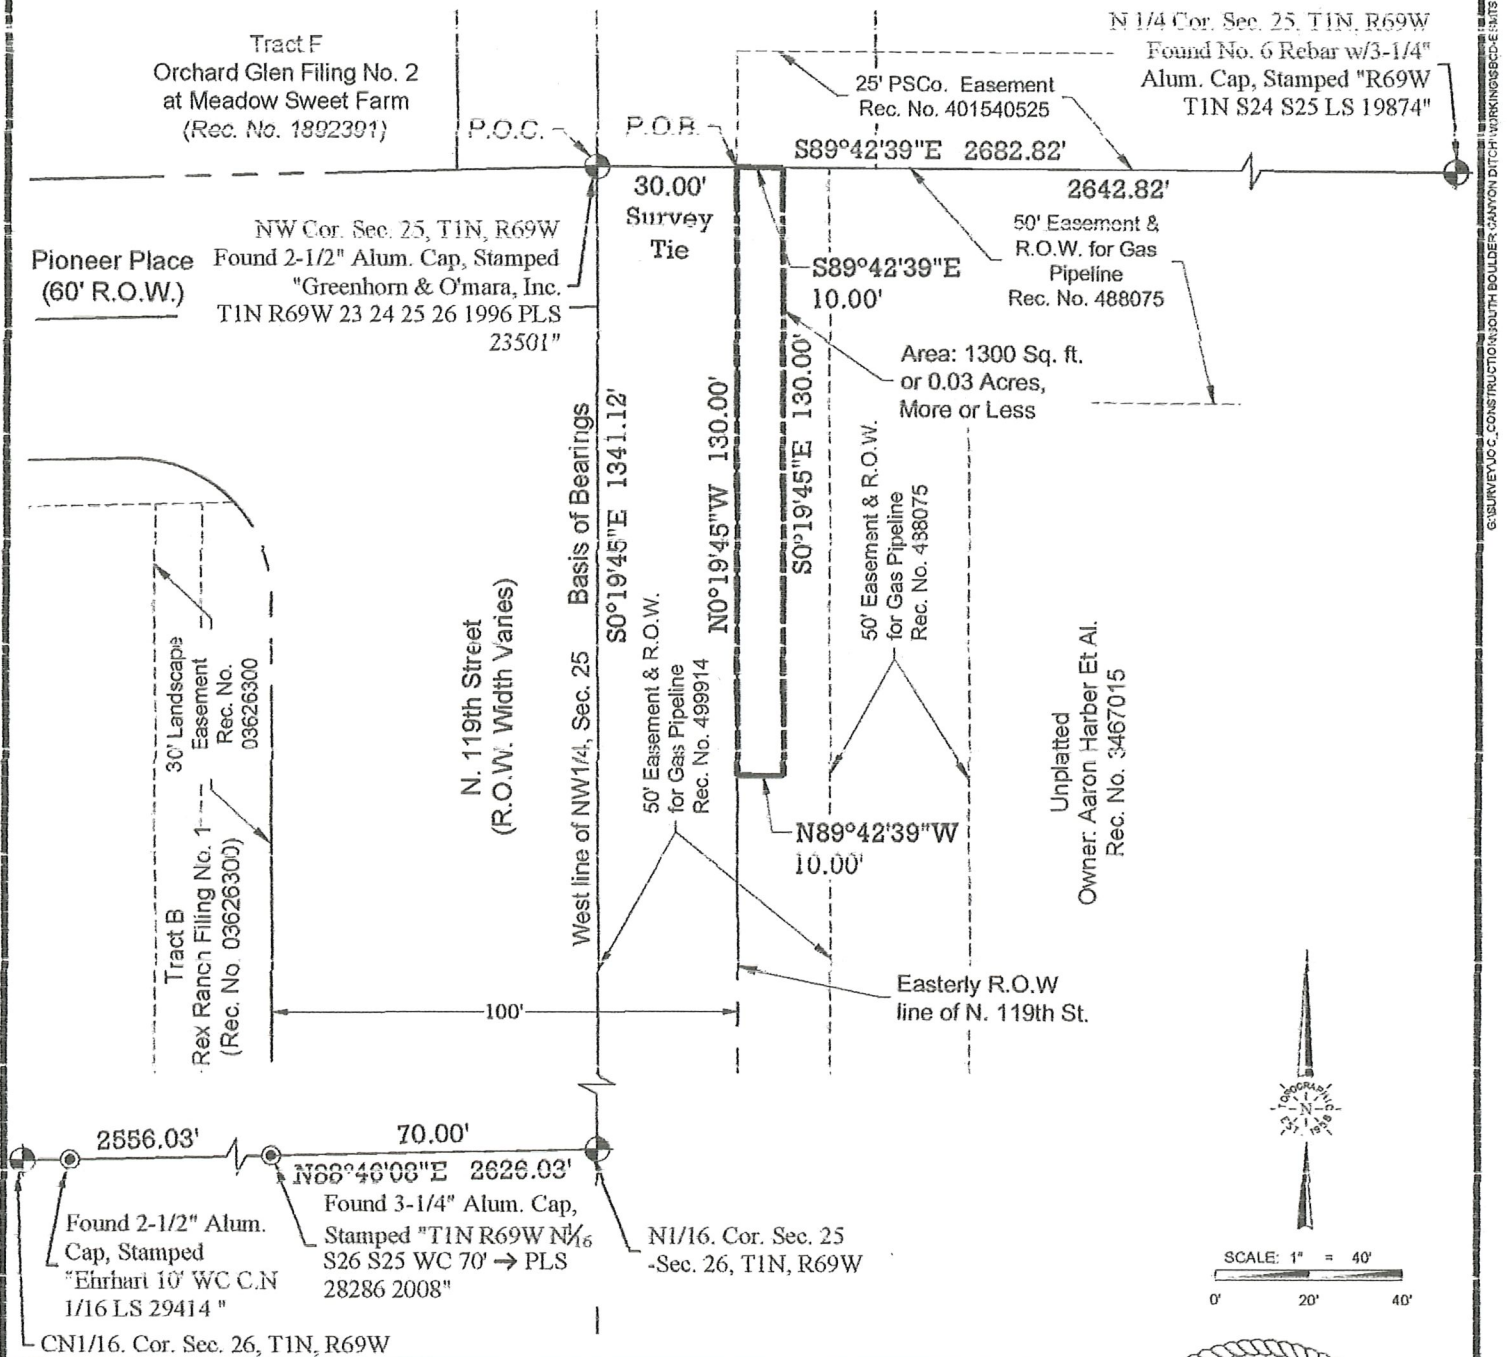 Tract F
Orchard Glen Filing No. 2
at Meadow Sweet Farm
(Rec. No. 1892391)
P.O.C.
P.O.B.
25' PSCo. Easement
Rec. No. 401540525
N 1/4 Cor. Sec. 25, T1N, R69W
Found No. 6 Rebar w/3-1/4"
Alum. Cap, Stamped "R69W
T1N S24 S25 LS 19874"
S89°42'39"E 2682.82'
2642.82'
30.00'
Survey
Tie
NW Cor. Sec. 25, T1N, R69W
Found 2-1/2" Alum. Cap, Stamped
"Greenhorn & O'mara, Inc.
T1N R69W 23 24 25 26 1996 PLS
23501"
Pioneer Place
(60' R.O.W.)
S89°42'39"E
10.00'
50' Easement &
R.O.W. for Gas
Pipeline
Rec. No. 488075
Area: 1300 Sq. ft.
or 0.03 Acres,
More or Less
West line of NW1/4, Sec. 25 Basis of Bearings
S0°19'45"E 1341.12'
N0°19'45"W 130.00'
S0°19'45"E 130.00'
50' Easement & R.O.W.
for Gas Pipeline
Rec. No. 488075
50' Easement & R.O.W.
for Gas Pipeline
Rec. No. 499914
N. 119th Street
(R.O.W. Width Varies)
30' Landscape
Easement
Rec. No.
03626300
Tract B
Rex Ranch Filing No. 1
(Rec. No. 03626300)
Unplatted
Owner: Aaron Harber Et Al.
Rec. No. 3467015
N89°42'39"W
10.00'
Easterly R.O.W
line of N. 119th St.
100'
2556.03'
70.00'
N88°46'08"E 2626.03'
Found 2-1/2" Alum.
Cap, Stamped
"Ehrhart 10' WC C.N
1/16 LS 29414 "
Found 3-1/4" Alum. Cap,
Stamped "T1N R69W N1/16
S26 S25 WC 70' → PLS
28286 2008"
N1/16. Cor. Sec. 25
-Sec. 26, T1N, R69W
CN1/16. Cor. Sec. 26, T1N, R69W
TOPOGRAPHIC
N
EST. 1958
SCALE: 1" = 40'
0' 20' 40'